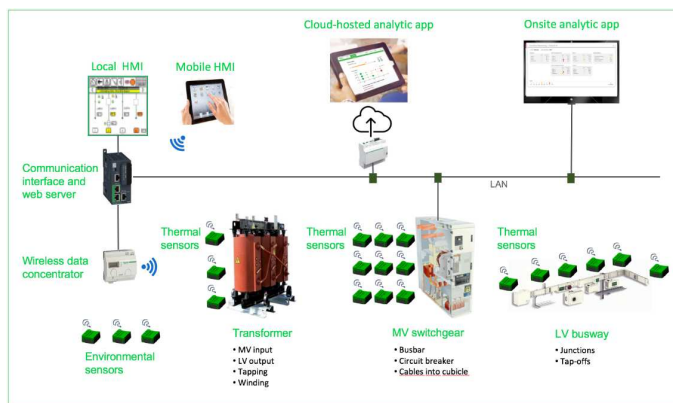 Cloud-hosted analytic app
Onsite analytic app
Local HMI
Mobile HMI
Communication
interface and
web server
LAN
Thermal
sensors
Thermal
sensors
Thermal
sensors
Wireless data
concentrator
Environmental
sensors
Transformer
• MV input
• LV output
• Tapping
• Winding
MV switchgear
• Busbar
• Circuit breaker
• Cables into cubicle
LV busway
• Junctions
• Tap-offs